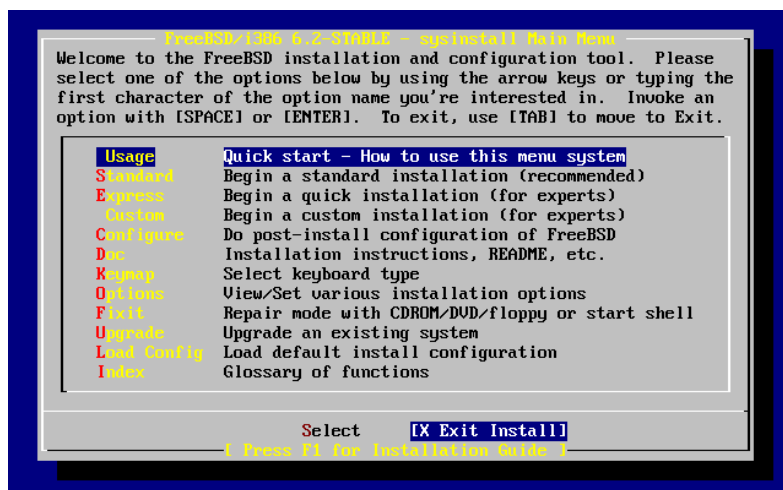 FreeBSD/i386 6.2-STABLE - sysinstall Main Menu
Welcome to the FreeBSD installation and configuration tool.  Please
select one of the options below by using the arrow keys or typing the
first character of the option name you're interested in.  Invoke an
option with [SPACE] or [ENTER].  To exit, use [TAB] to move to Exit.
Usage Quick start - How to use this menu system
Standard Begin a standard installation (recommended)
Express Begin a quick installation (for experts)
Custom Begin a custom installation (for experts)
Configure Do post-install configuration of FreeBSD
Doc Installation instructions, README, etc.
Keymap Select keyboard type
Options View/Set various installation options
Fixit Repair mode with CDROM/DVD/floppy or start shell
Upgrade Upgrade an existing system
Load Config Load default install configuration
Index Glossary of functions
Select [X Exit Install]
[ Press F1 for Installation Guide ]